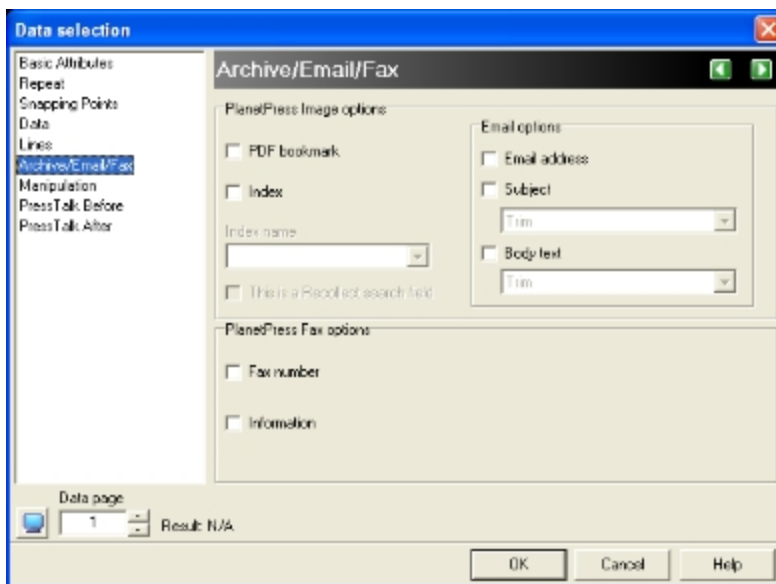 Data selection
Basic Attributes
Repeat
Snapping Points
Data
Lines
Archive/Email/Fax
Manipulation
PressTalk Before
PressTalk After
Archive/Email/Fax
PlanetPress Image options
PDF bookmark
Index
Index name
This is a Recollect search field
Email options
Email address
Subject
Trim
Body text
Trim
PlanetPress Fax options
Fax number
Information
Data page
1
Result: N/A
OK
Cancel
Help